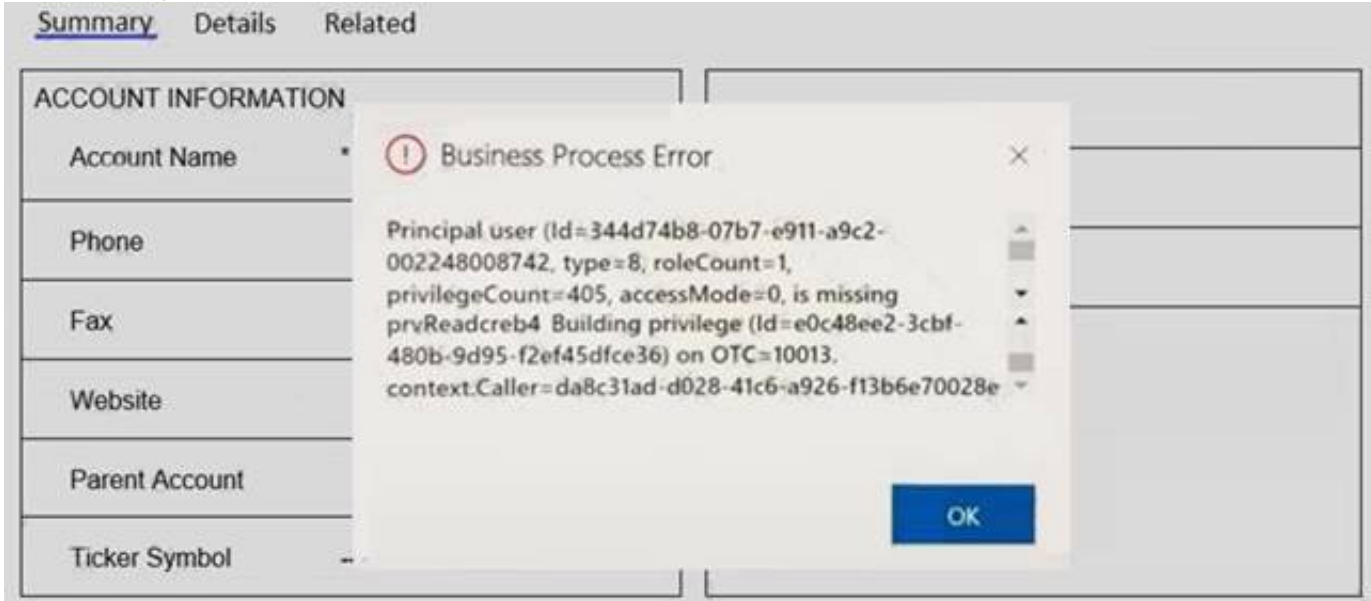 Summary Details Related
ACCOUNT INFORMATION
Account Name *
Business Process Error
Phone
Principal user (Id=344d74b8-07b7-e911-a9c2-
002248008742, type=8, roleCount=1,
privilegeCount=405, accessMode=0, is missing
prvReadcreb4 Building privilege (Id=e0c48ee2-3cbf-
480b-9d95-f2ef45dfce36) on OTC=10013.
context.Caller=da8c31ad-d028-41c6-a926-f13b6e70028e
Fax
Website
Parent Account
OK
Ticker Symbol --